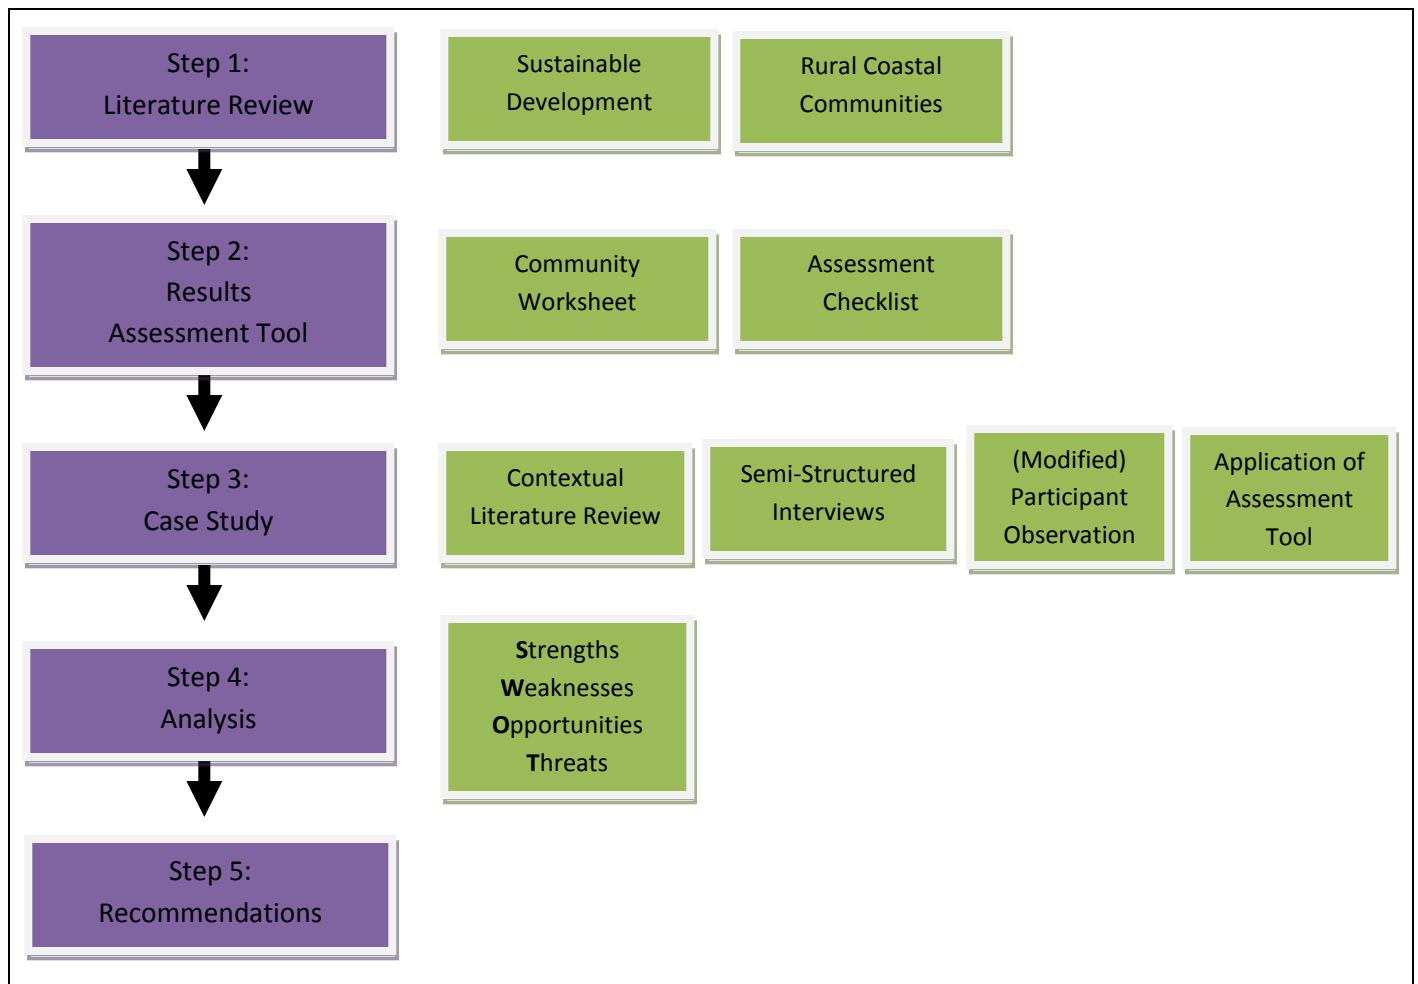 Step 1:
Literature Review
Sustainable
Development
Rural Coastal
Communities
Step 2:
Results
Assessment Tool
Community
Worksheet
Assessment
Checklist
Step 3:
Case Study
Contextual
Literature Review
Semi-Structured
Interviews
(Modified)
Participant
Observation
Application of
Assessment
Tool
Step 4:
Analysis
Strengths
Weaknesses
Opportunities
Threats
Step 5:
Recommendations